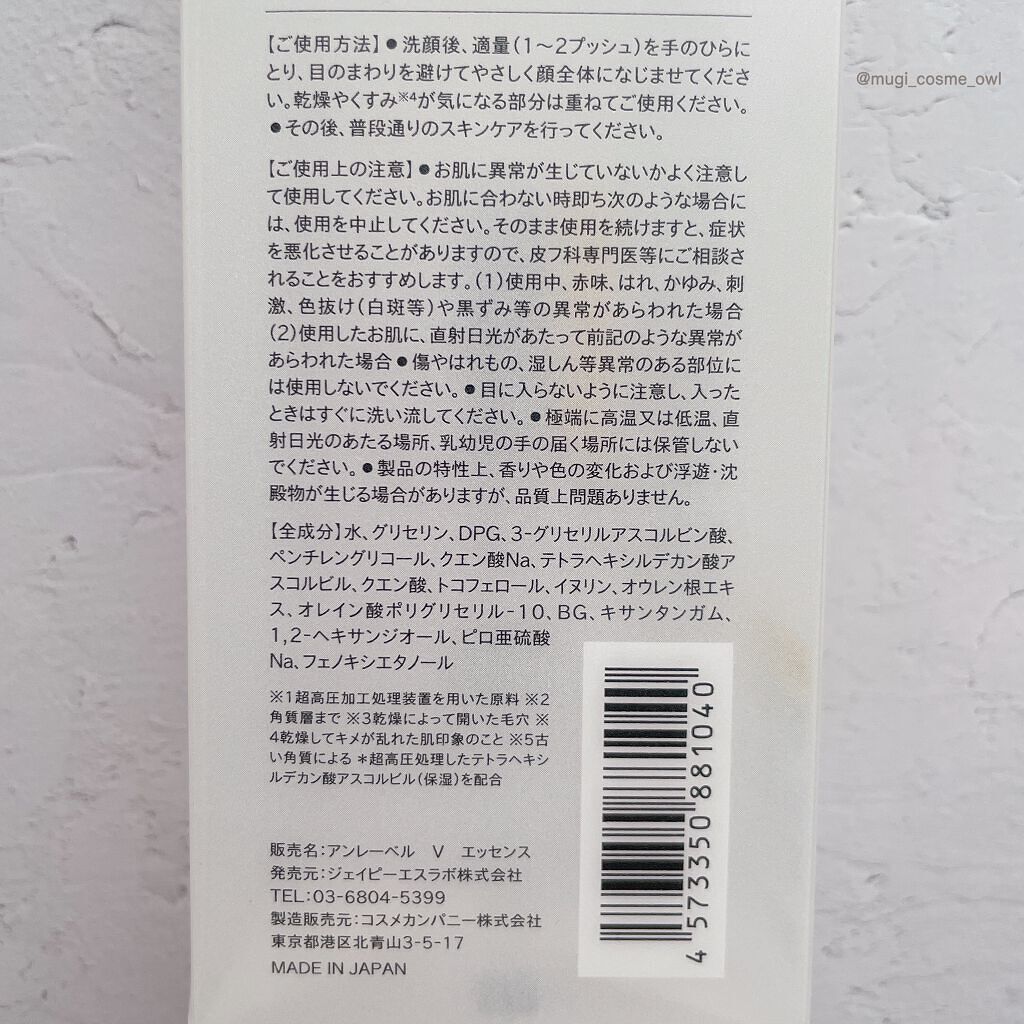 【ご使用方法】●洗顔後、適量(1〜2プッシュ)を手のひらに
とり、目のまわりを避けてやさしく顔全体になじませてくださ
い。乾燥やくすみ※4が気になる部分は重ねてご使用ください。
●その後、普段通りのスキンケアを行ってください。
【ご使用上の注意】●お肌に異常が生じていないかよく注意し
て使用してください。お肌に合わない時即ち次のような場合に
は、使用を中止してください。そのまま使用を続けますと、症状
を悪化させることがありますので、皮フ科専門医等にご相談さ
れることをおすすめします。(1)使用中、赤味、はれ、かゆみ、刺
激、色抜け(白斑等)や黒ずみ等の異常があらわれた場合
(2)使用したお肌に、直射日光があたって前記のような異常が
あらわれた場合●傷やはれもの、湿しん等異常のある部位に
は使用しないでください。●目に入らないように注意し、入った
ときはすぐに洗い流してください。●極端に高温又は低温、直
射日光のあたる場所、乳幼児の手の届く場所には保管しない
でください。●製品の特性上、香りや色の変化および浮遊・沈
殿物が生じる場合がありますが、品質上問題ありません。
【全成分】水、グリセリン、DPG、3-グリセリルアスコルビン酸、
ペンチレングリコール、クエン酸Na、テトラヘキシルデカン酸ア
スコルビル、クエン酸、トコフェロール、イヌリン、オウレン根エキ
ス、オレイン酸ポリグリセリル-10、BG、キサンタンガム、
1,2-ヘキサンジオール、ピロ亜硫酸
Na、フェノキシエタノール
※1超高圧加工処理装置を用いた原料 ※2
角質層まで ※3乾燥によって開いた毛穴 ※
4乾燥してキメが乱れた肌印象のこと ※5古
い角質による *超高圧処理したテトラヘキシ
ルデカン酸アスコルビル(保湿)を配合
販売名:アンレーベル V エッセンス
発売元:ジェイピーエスラボ株式会社
TEL:03-6804-5399
製造販売元:コスメカンパニー株式会社
東京都港区北青山3-5-17
MADE IN JAPAN
4 573350 881040
@mugi_cosme_owl